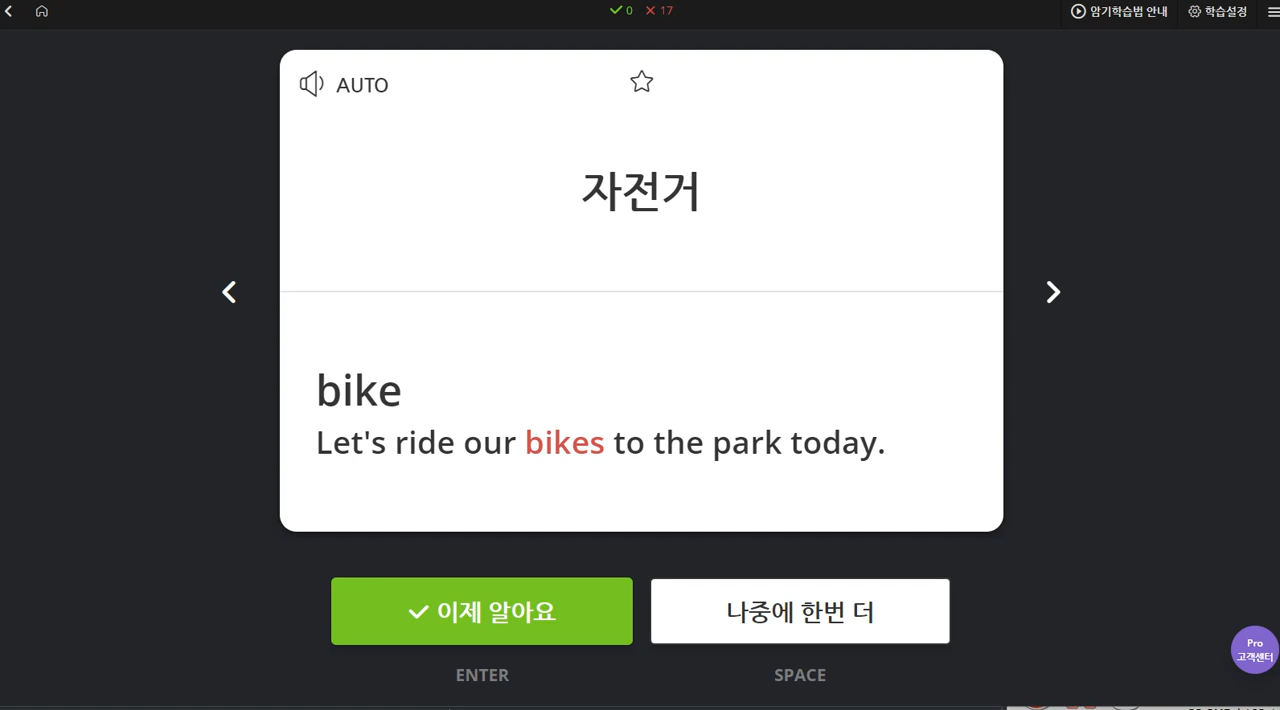 0 17 암기학습법 안내 학습설정
AUTO
자전거
bike
Let's ride our bikes to the park today.
이제 알아요 나중에 한번 더
ENTER SPACE
Pro
고객센터